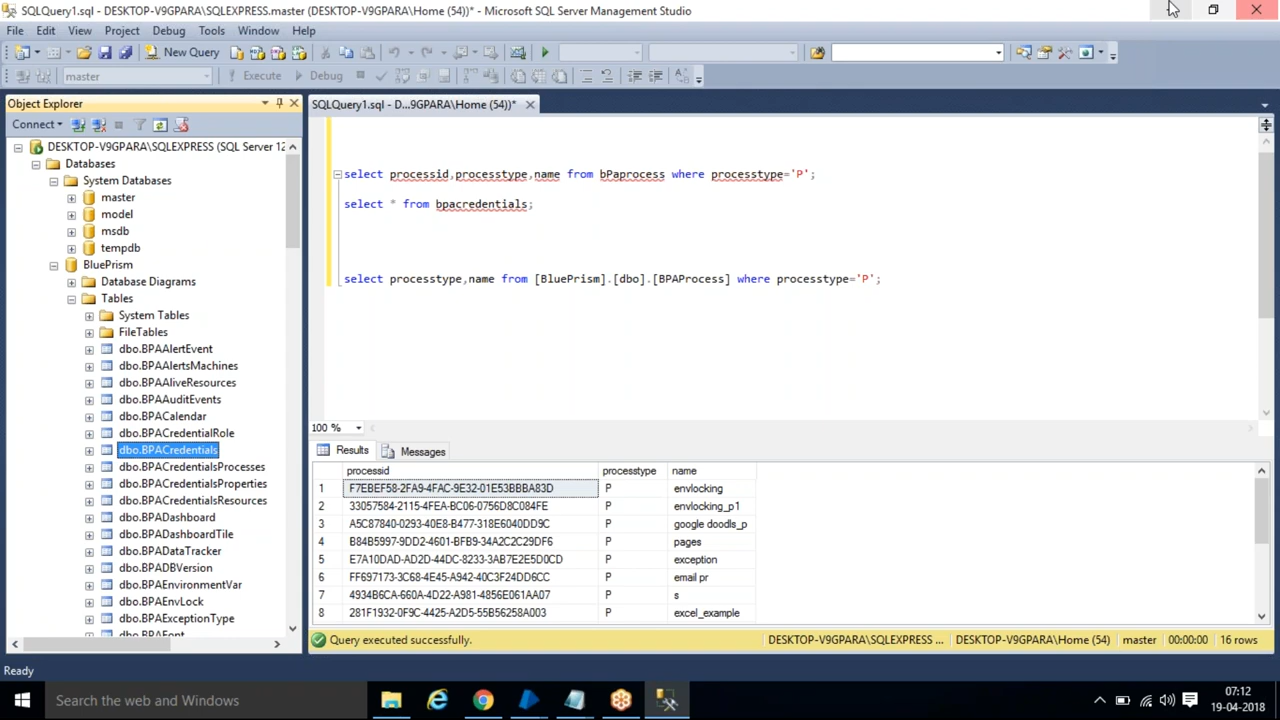 SQLQuery1.sql - DESKTOP-V9GPARA\SQLEXPRESS.master (DESKTOP-V9GPARA\Home (54))* - Microsoft SQL Server Management Studio
File Edit View Project Debug Tools Window Help
New Query
master Execute Debug
Object Explorer
SQLQuery1.sql - D...9GPARA\Home (54))*
Connect
DESKTOP-V9GPARA\SQLEXPRESS (SQL Server 12
Databases
System Databases
master
model
msdb
tempdb
BluePrism
Database Diagrams
Tables
System Tables
FileTables
dbo.BPAAlertEvent
dbo.BPAAlertsMachines
dbo.BPAAliveResources
dbo.BPAAuditEvents
dbo.BPACalendar
dbo.BPACredentialRole
dbo.BPACredentials
dbo.BPACredentialsProcesses
dbo.BPACredentialsProperties
dbo.BPACredentialsResources
dbo.BPADashboard
dbo.BPADashboardTile
dbo.BPADataTracker
dbo.BPADBVersion
dbo.BPAEnvironmentVar
dbo.BPAEnvLock
dbo.BPAExceptionType
dbo.BPAFont
select processid,processtype,name from bPaprocess where processtype='P';
select * from bpacredentials;
select processtype,name from [BluePrism].[dbo].[BPAProcess] where processtype='P';
100 %
Results Messages
processid processtype name
1 F7EBEF58-2FA9-4FAC-9E32-01E53BBBA83D P envlocking
2 33057584-2115-4FEA-BC06-0756D8C084FE P envlocking_p1
3 A5C87840-0293-40E8-B477-318E6040DD9C P google doodls_p
4 B84B5997-9DD2-4601-BFB9-34A2C2C29DF6 P pages
5 E7A10DAD-AD2D-44DC-8233-3AB7E2E5D0CD P exception
6 FF697173-3C68-4E45-A942-40C3F24DD6CC P email pr
7 4934B6CA-660A-4D22-A981-4856E061AA07 P s
8 281F1932-0F9C-4425-A2D5-55B56258A003 P excel_example
Query executed successfully. DESKTOP-V9GPARA\SQLEXPRESS ... DESKTOP-V9GPARA\Home (54) master 00:00:00 16 rows
Ready
Search the web and Windows
07:12
19-04-2018